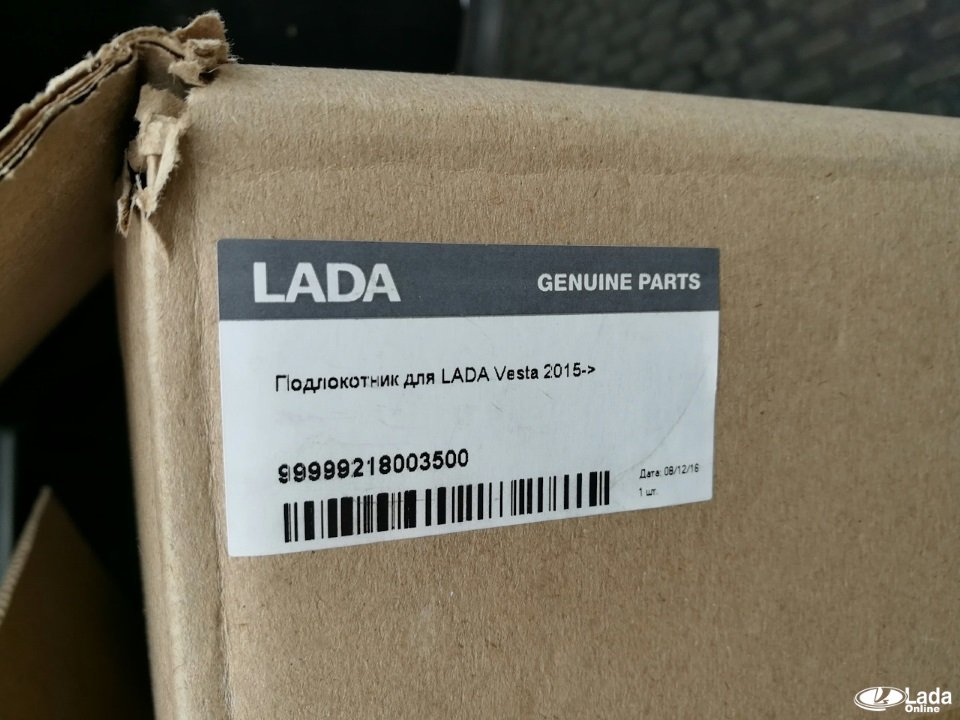 LADA GENUINE PARTS
Подлокотник для LADA Vesta 2015->
99999218003500
Дата: 08/12/16
1 шт.
Lada
Online